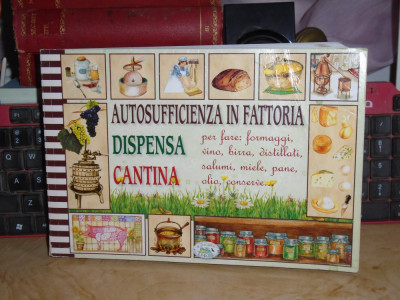 AUTOSUFFICIENZA IN FATTORIA
DISPENSA
CANTINA
per fare: formaggi,
vino, birra, distillati,
salumi, miele, pane,
olio, conserve...